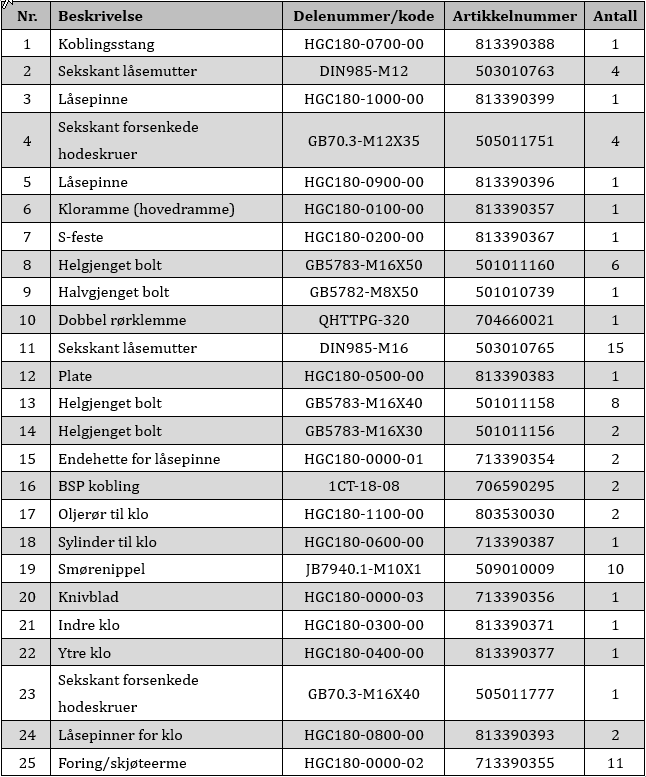 Nr. Beskrivelse Delenummer/kode Artikkelnummer Antall
1 Koblingsstang HGC180-0700-00 813390388 1
2 Sekskant låsemutter DIN985-M12 503010763 4
3 Låsepinne HGC180-1000-00 813390399 1
4 Sekskant forsenkede hodeskruer GB70.3-M12X35 505011751 4
5 Låsepinne HGC180-0900-00 813390396 1
6 Kloramme (hovedramme) HGC180-0100-00 813390357 1
7 S-feste HGC180-0200-00 813390367 1
8 Helgjenget bolt GB5783-M16X50 501011160 6
9 Halvgjenget bolt GB5782-M8X50 501010739 1
10 Dobbel rørklemme QHTTPG-320 704660021 1
11 Sekskant låsemutter DIN985-M16 503010765 15
12 Plate HGC180-0500-00 813390383 1
13 Helgjenget bolt GB5783-M16X40 501011158 8
14 Helgjenget bolt GB5783-M16X30 501011156 2
15 Endehette for låsepinne HGC180-0000-01 713390354 2
16 BSP kobling 1CT-18-08 706590295 2
17 Oljerør til klo HGC180-1100-00 803530030 2
18 Sylinder til klo HGC180-0600-00 713390387 1
19 Smørenippel JB7940.1-M10X1 509010009 10
20 Knivblad HGC180-0000-03 713390356 1
21 Indre klo HGC180-0300-00 813390371 1
22 Ytre klo HGC180-0400-00 813390377 1
23 Sekskant forsenkede hodeskruer GB70.3-M16X40 505011777 1
24 Låsepinner for klo HGC180-0800-00 813390393 2
25 Foring/skjøteerme HGC180-0000-02 713390355 11